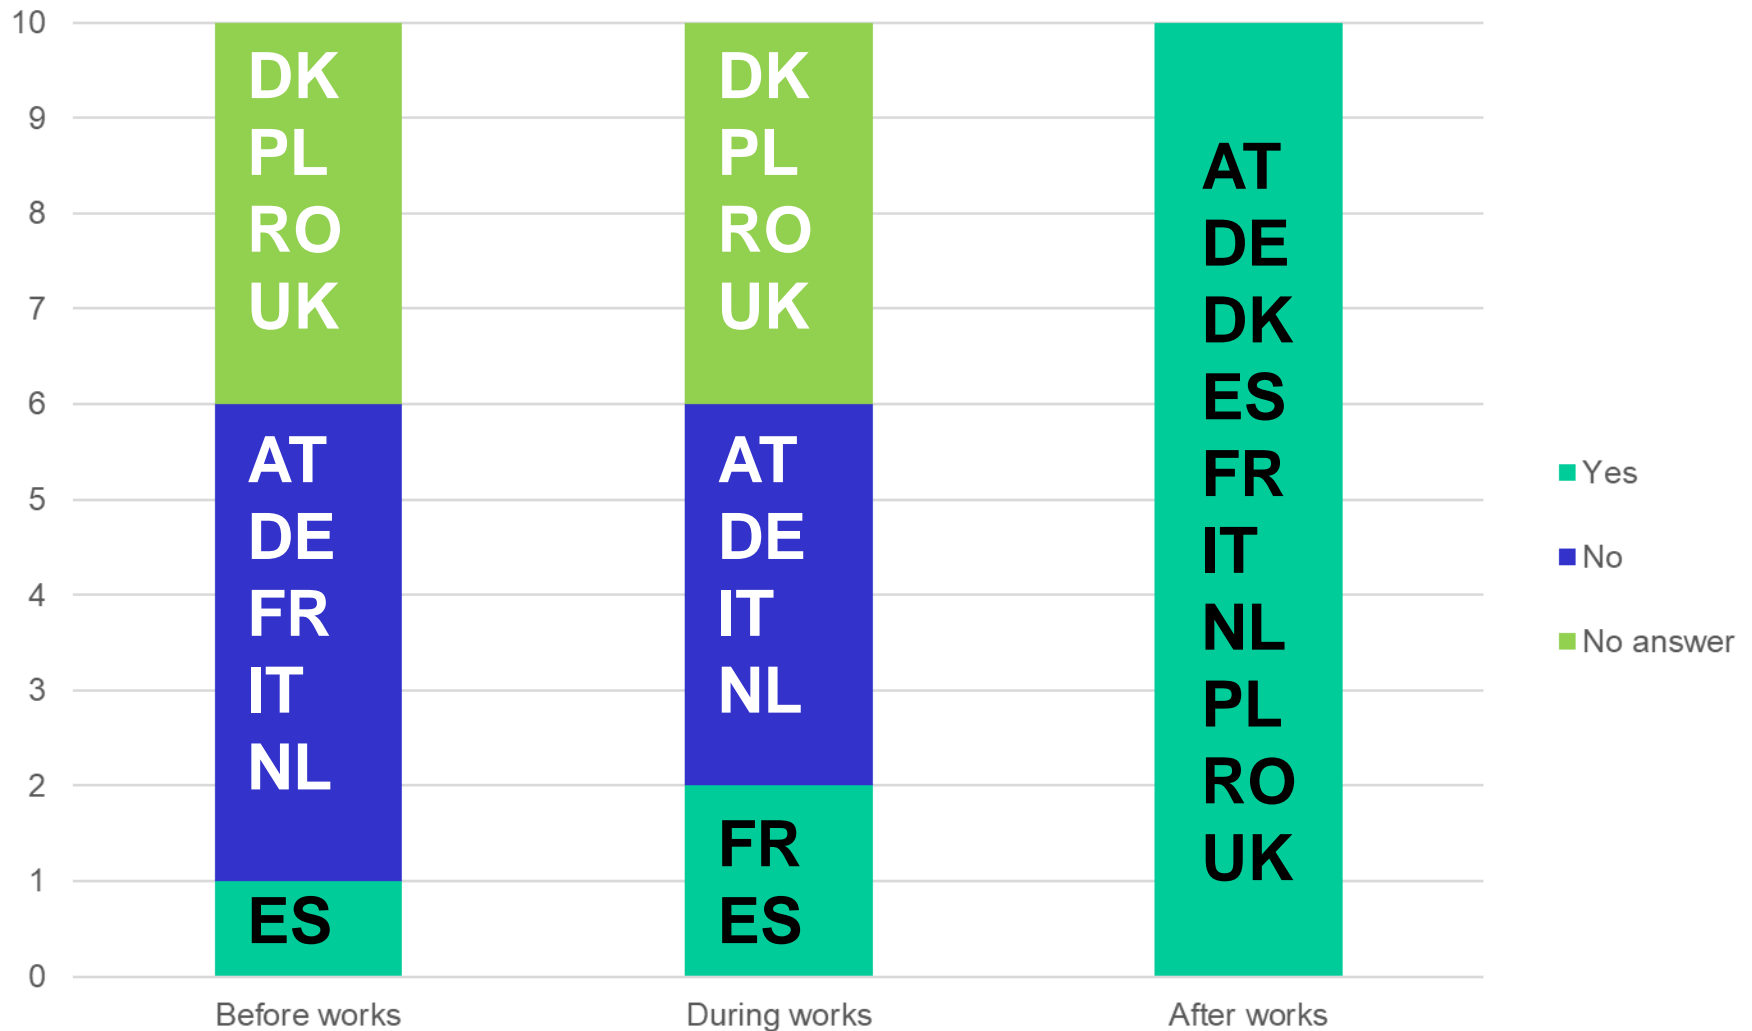 10
9
8
7
6
5
4
3
2
1
0
DK
PL
RO
UK
AT
DE
FR
IT
NL
ES
DK
PL
RO
UK
AT
DE
IT
NL
FR
ES
AT
DE
DK
ES
FR
IT
NL
PL
RO
UK
Before works
During works
After works
Yes
No
No answer